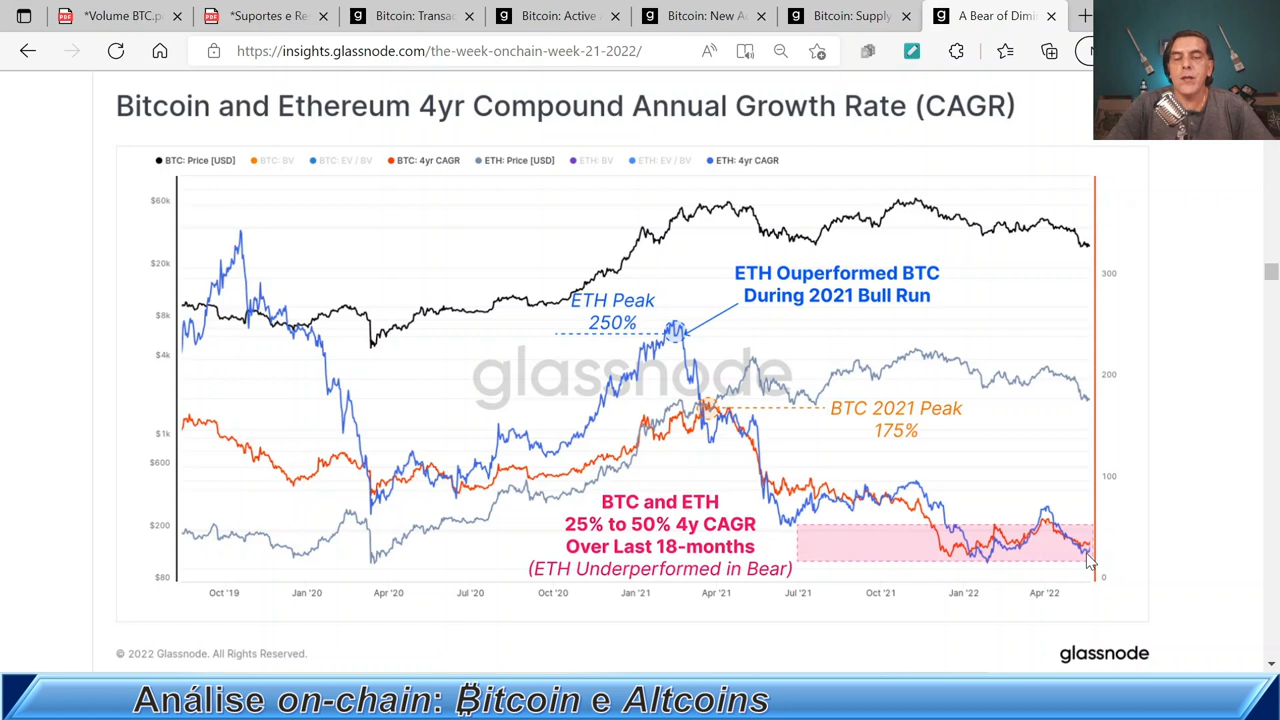 *Volume BTC.p
*Suportes e Re
Bitcoin: Transac
Bitcoin: Active A
Bitcoin: New Ac
Bitcoin: Supply
A Bear of Dimi
https://insights.glassnode.com/the-week-onchain-week-21-2022/
Bitcoin and Ethereum 4yr Compound Annual Growth Rate (CAGR)
BTC: Price [USD] BTC: BV BTC: EV / BV BTC: 4yr CAGR ETH: Price [USD] ETH: BV ETH: EV / BV ETH: 4yr CAGR
$60k
$20k
$8k
$4k
$1k
$600
$200
$80
300
200
100
0
ETH Ouperformed BTC
During 2021 Bull Run
ETH Peak
250%
glassnode
BTC 2021 Peak
175%
BTC and ETH
25% to 50% 4y CAGR
Over Last 18-months
(ETH Underperformed in Bear)
Oct '19 Jan '20 Apr '20 Jul '20 Oct '20 Jan '21 Apr '21 Jul '21 Oct '21 Jan '22 Apr '22
© 2022 Glassnode. All Rights Reserved.
glassnode
Análise on-chain: ₿itcoin e Altcoins